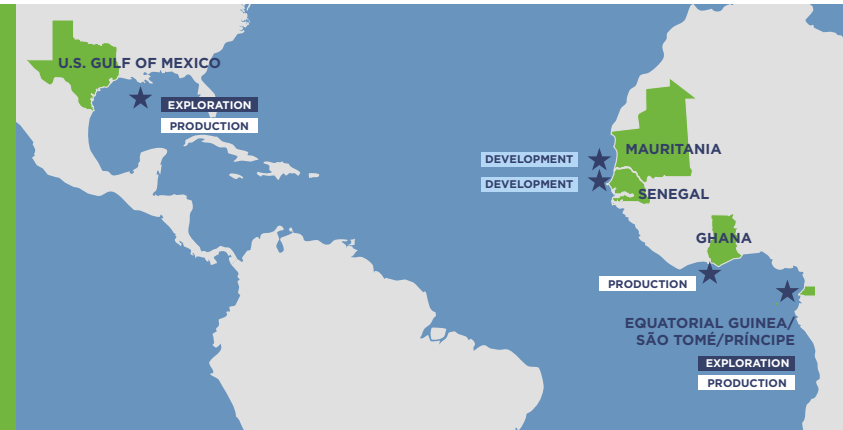 U.S. GULF OF MEXICO
EXPLORATION
PRODUCTION
MAURITANIA
DEVELOPMENT
DEVELOPMENT
SENEGAL
GHANA
PRODUCTION
EQUATORIAL GUINEA/
SÃO TOMÉ/PRÍNCIPE
EXPLORATION
PRODUCTION